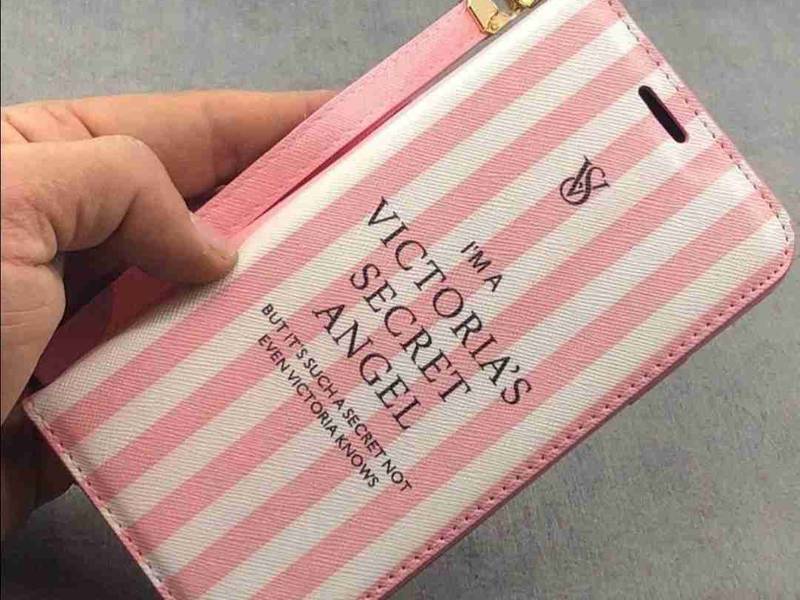 VS
I'M A
VICTORIA'S
SECRET
ANGEL
BUT IT'S SUCH A SECRET NOT
EVEN VICTORIA KNOWS